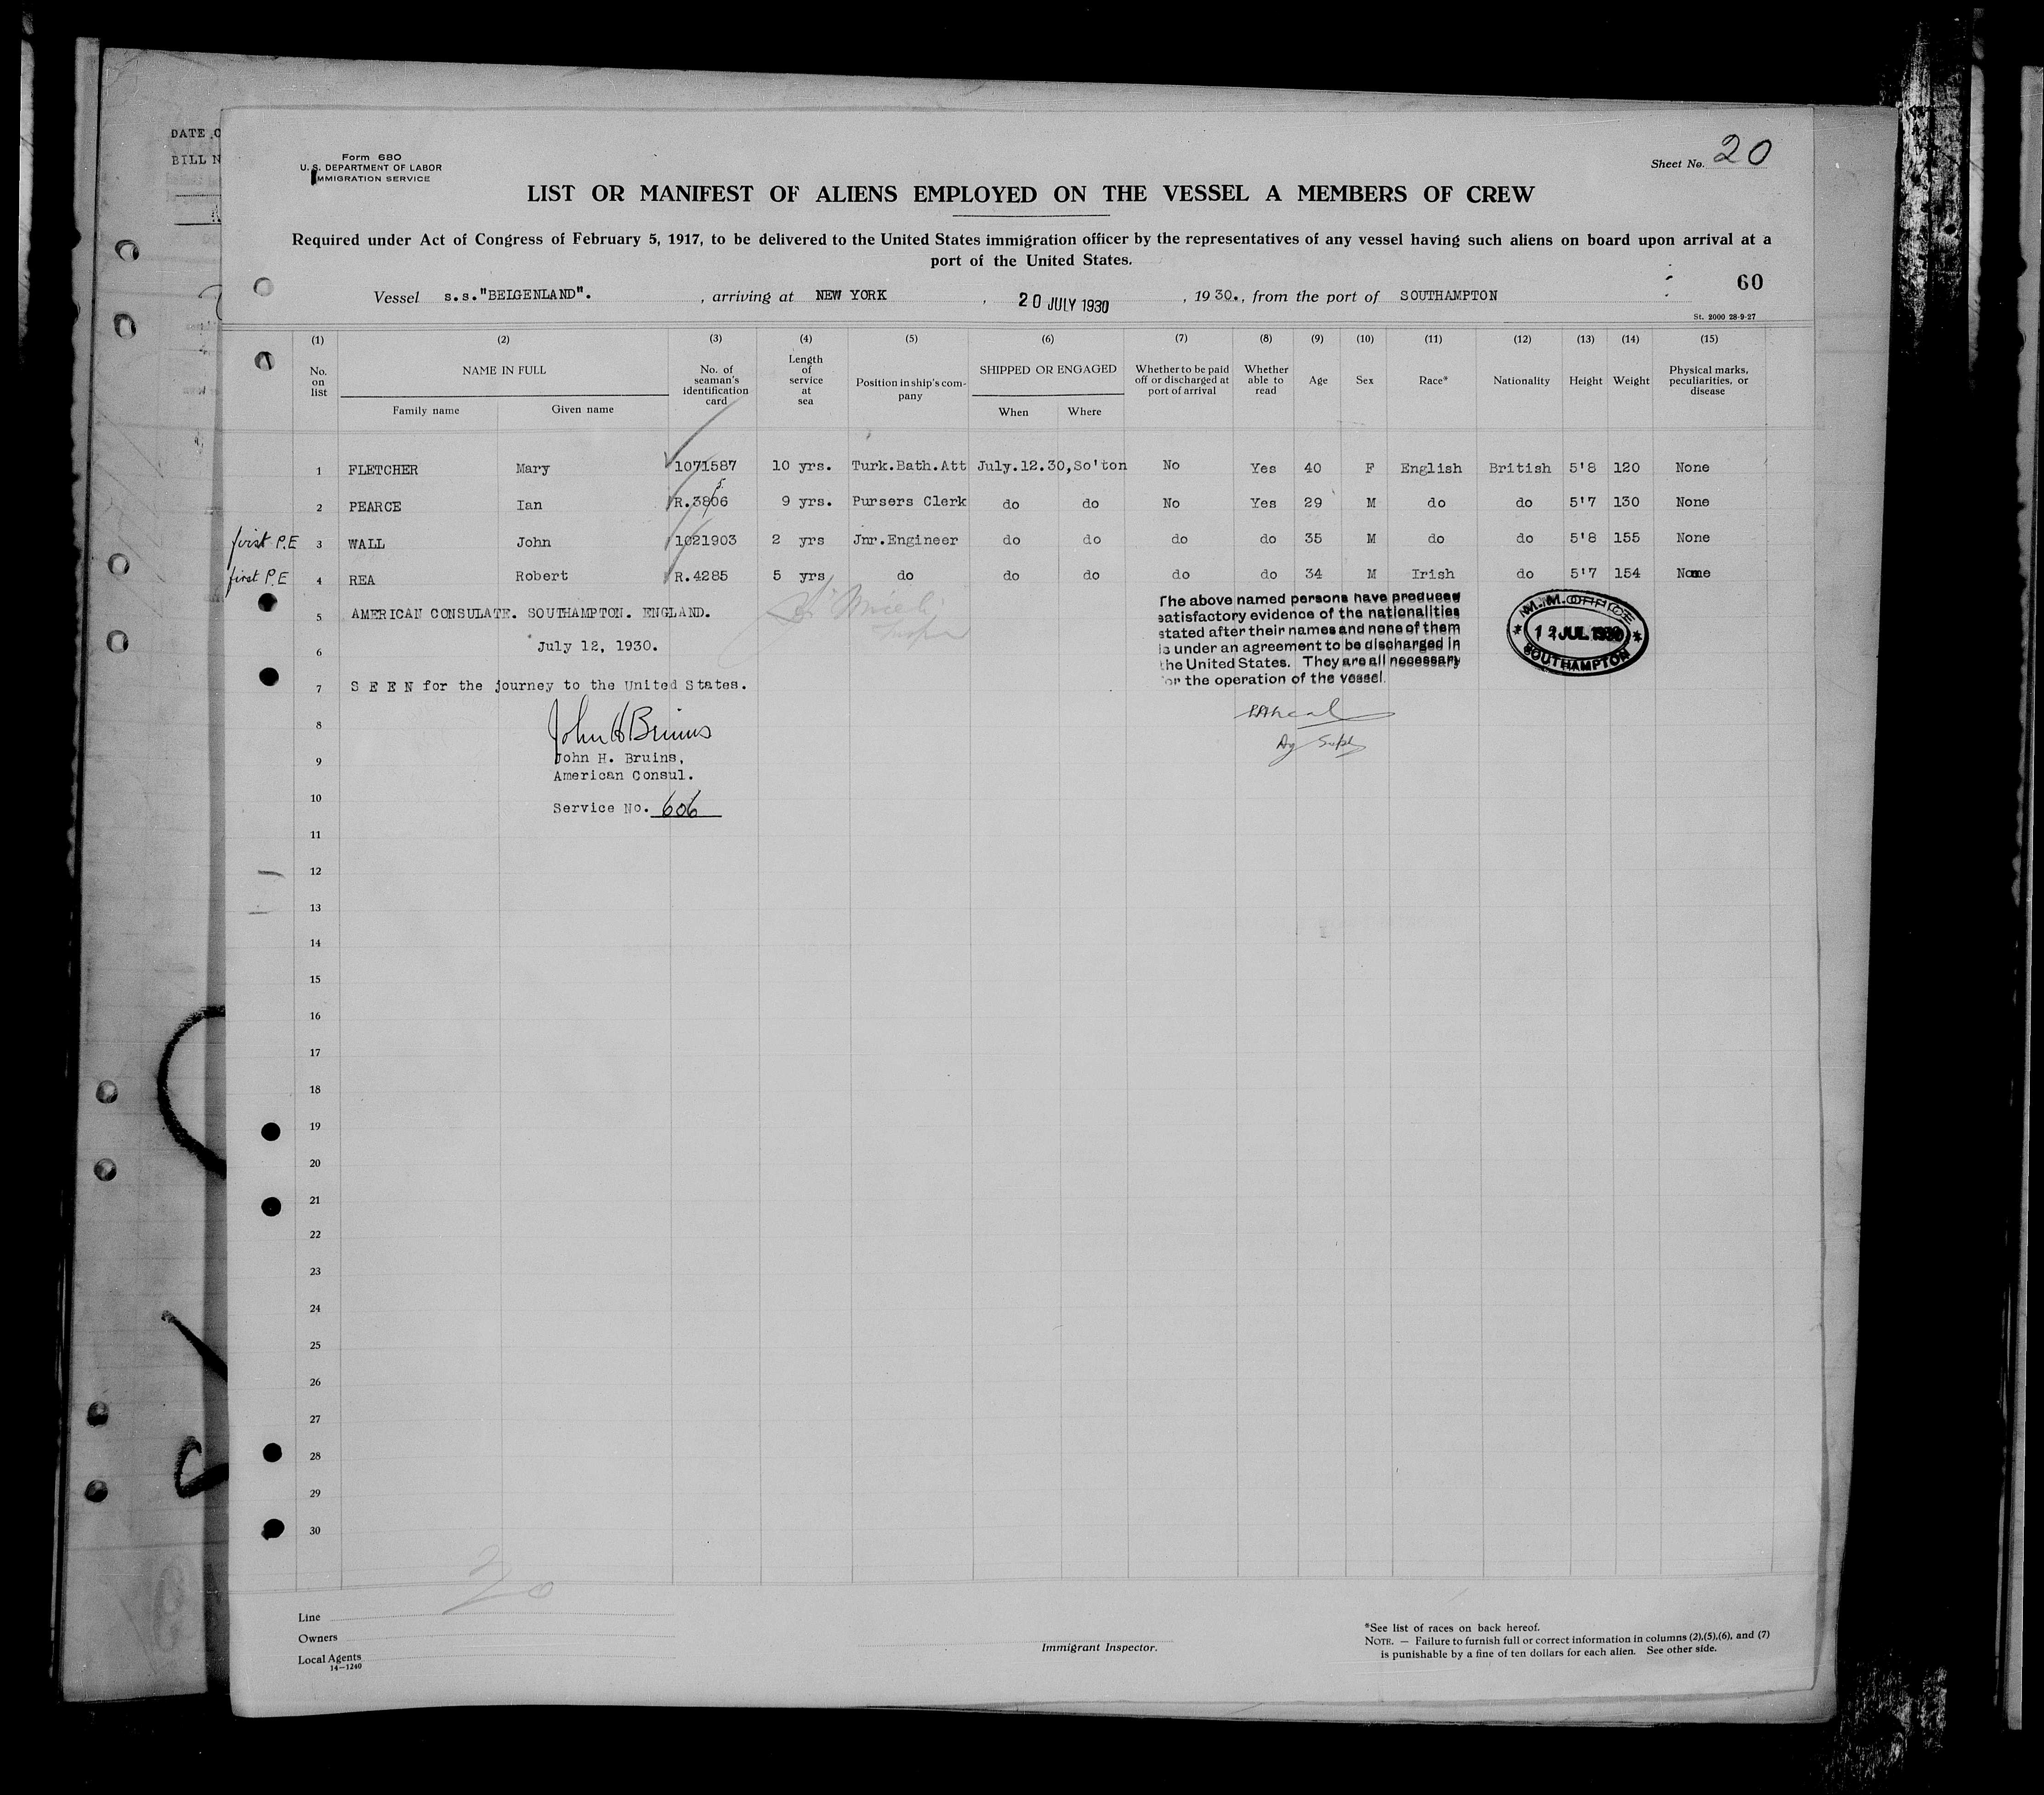 DATE
BILL N
Form 680
U. S. DEPARTMENT OF LABOR
IMMIGRATION SERVICE
Sheet No. 20
LIST OR MANIFEST OF ALIENS EMPLOYED ON THE VESSEL A MEMBERS OF CREW
Required under Act of Congress of February 5, 1917, to be delivered to the United States immigration officer by the representatives of any vessel having such aliens on board upon arrival at a
port of the United States.
60
Vessel s.s."BELGENLAND". , arriving at NEW YORK , 20 JULY 1930 , 1930., from the port of SOUTHAMPTON
St. 2000 28-9-27
(1) (2) (3) (4) (5) (6) (7) (8) (9) (10) (11) (12) (13) (14) (15)
No. on list NAME IN FULL Family name Given name No. of seaman's identification card Length of service at sea Position in ship's company SHIPPED OR ENGAGED When Where Whether to be paid off or discharged at port of arrival Whether able to read Age Sex Race* Nationality Height Weight Physical marks, peculiarities, or disease
1 FLETCHER Mary 1071587 10 yrs. Turk.Bath.Att July.12.30,So'ton No Yes 40 F English British 5'8 120 None
2 PEARCE Ian R.3806 9 yrs. Pursers Clerk do do No Yes 29 M do do 5'7 130 None
first P.E 3 WALL John 1021903 2 yrs Jnr.Engineer do do do do 35 M do do 5'8 155 None
first P.E 4 REA Robert R.4285 5 yrs do do do do do 34 M Irish do 5'7 154 None
5 AMERICAN CONSULATE. SOUTHAMPTON. ENGLAND.
6 July 12, 1930.
7 S E E N for the journey to the United States.
The above named persons have produced
satisfactory evidence of the nationalities
stated after their names and none of them
is under an agreement to be discharged in
the United States. They are all necessary
for the operation of the vessel.
M.M. OFFICE
12 JUL 1930
SOUTHAMPTON
8 John H Bruins
9 John H. Bruins,
American Consul.
10 Service No. 606
11
12
13
14
15
16
17
18
19
20
21
22
23
24
25
26
27
28
29
30
20
Line
Owners
Local Agents
14—1240
Immigrant Inspector.
*See list of races on back hereof.
NOTE. — Failure to furnish full or correct information in columns (2),(5),(6), and (7)
is punishable by a fine of ten dollars for each alien. See other side.